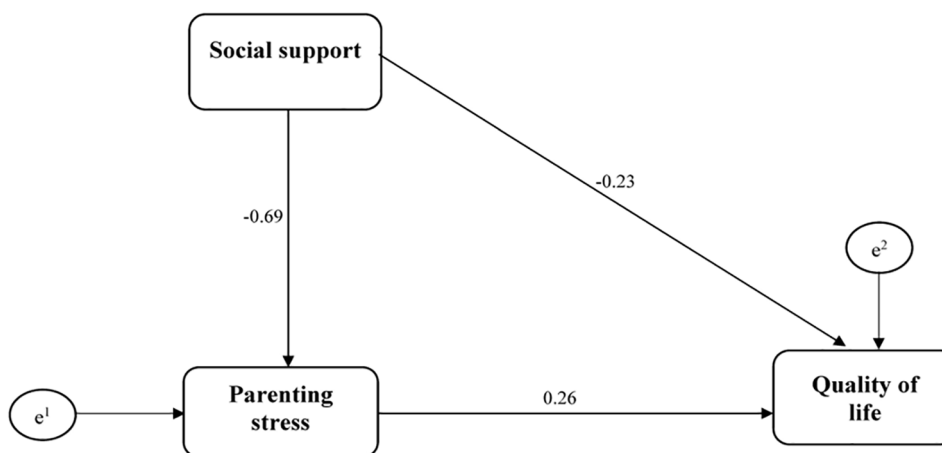 Social support
-0.23
-0.69
e²
Parenting
stress
0.26
Quality of
life
e¹